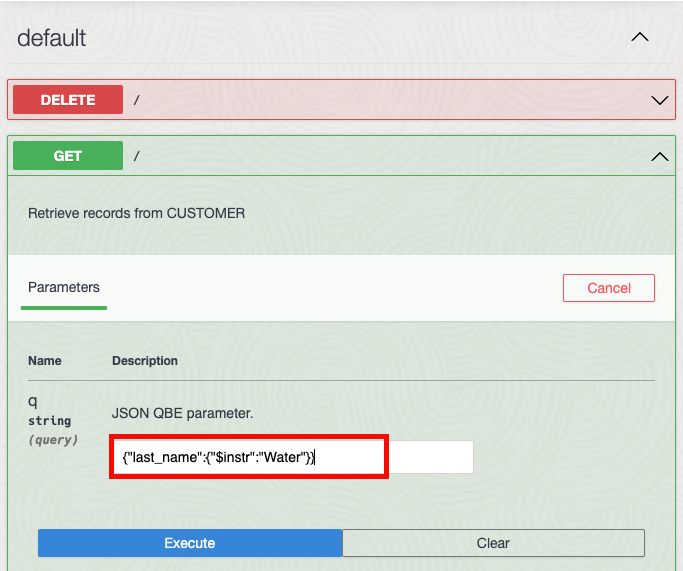 default
DELETE /
GET /
Retrieve records from CUSTOMER
Parameters Cancel
Name Description
q
string
(query)
JSON QBE parameter.
{"last_name":{"$instr":"Water"}}
Execute Clear